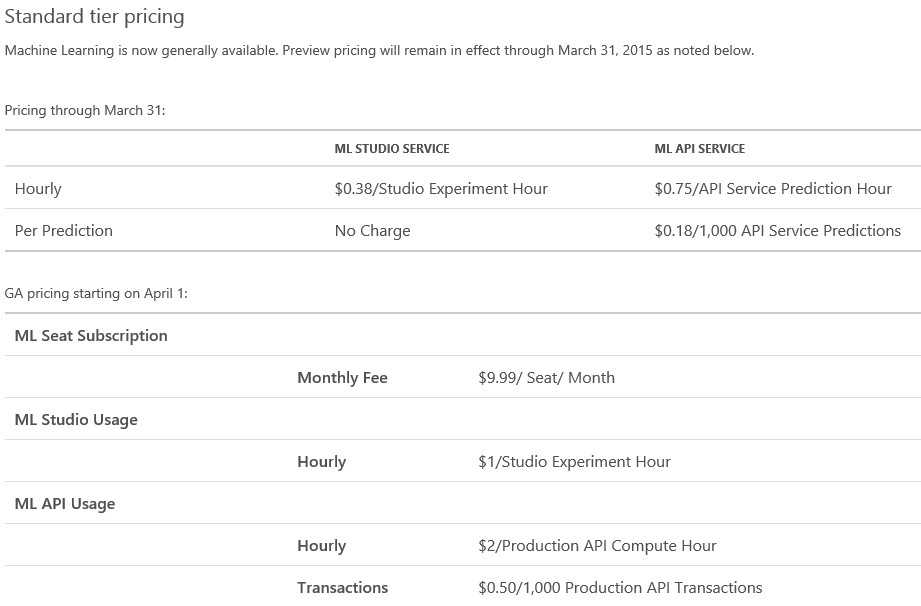 Standard tier pricing
Machine Learning is now generally available. Preview pricing will remain in effect through March 31, 2015 as noted below.
Pricing through March 31:
ML STUDIO SERVICE ML API SERVICE
Hourly $0.38/Studio Experiment Hour $0.75/API Service Prediction Hour
Per Prediction No Charge $0.18/1,000 API Service Predictions
GA pricing starting on April 1:
ML Seat Subscription
Monthly Fee $9.99/ Seat/ Month
ML Studio Usage
Hourly $1/Studio Experiment Hour
ML API Usage
Hourly $2/Production API Compute Hour
Transactions $0.50/1,000 Production API Transactions